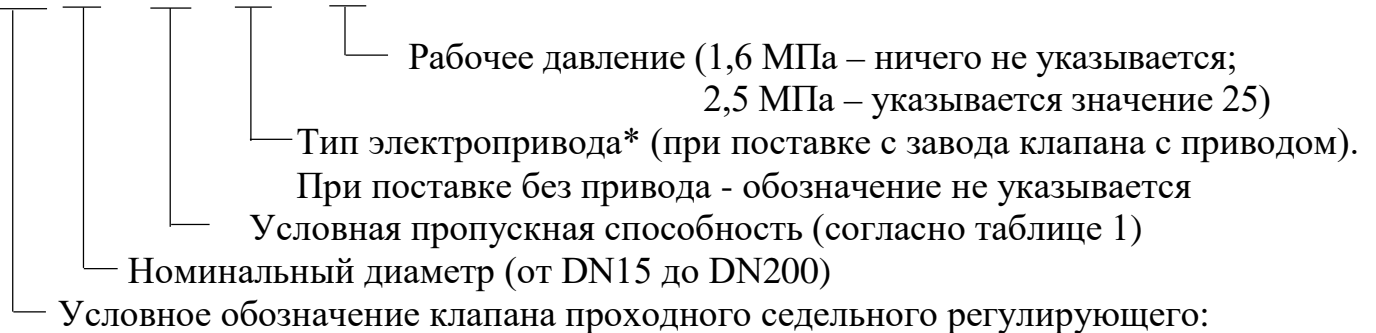 Рабочее давление (1,6 МПа – ничего не указывается;
2,5 МПа – указывается значение 25)
Тип электропривода* (при поставке с завода клапана с приводом).
При поставке без привода - обозначение не указывается
Условная пропускная способность (согласно таблице 1)
Номинальный диаметр (от DN15 до DN200)
Условное обозначение клапана проходного седельного регулирующего: